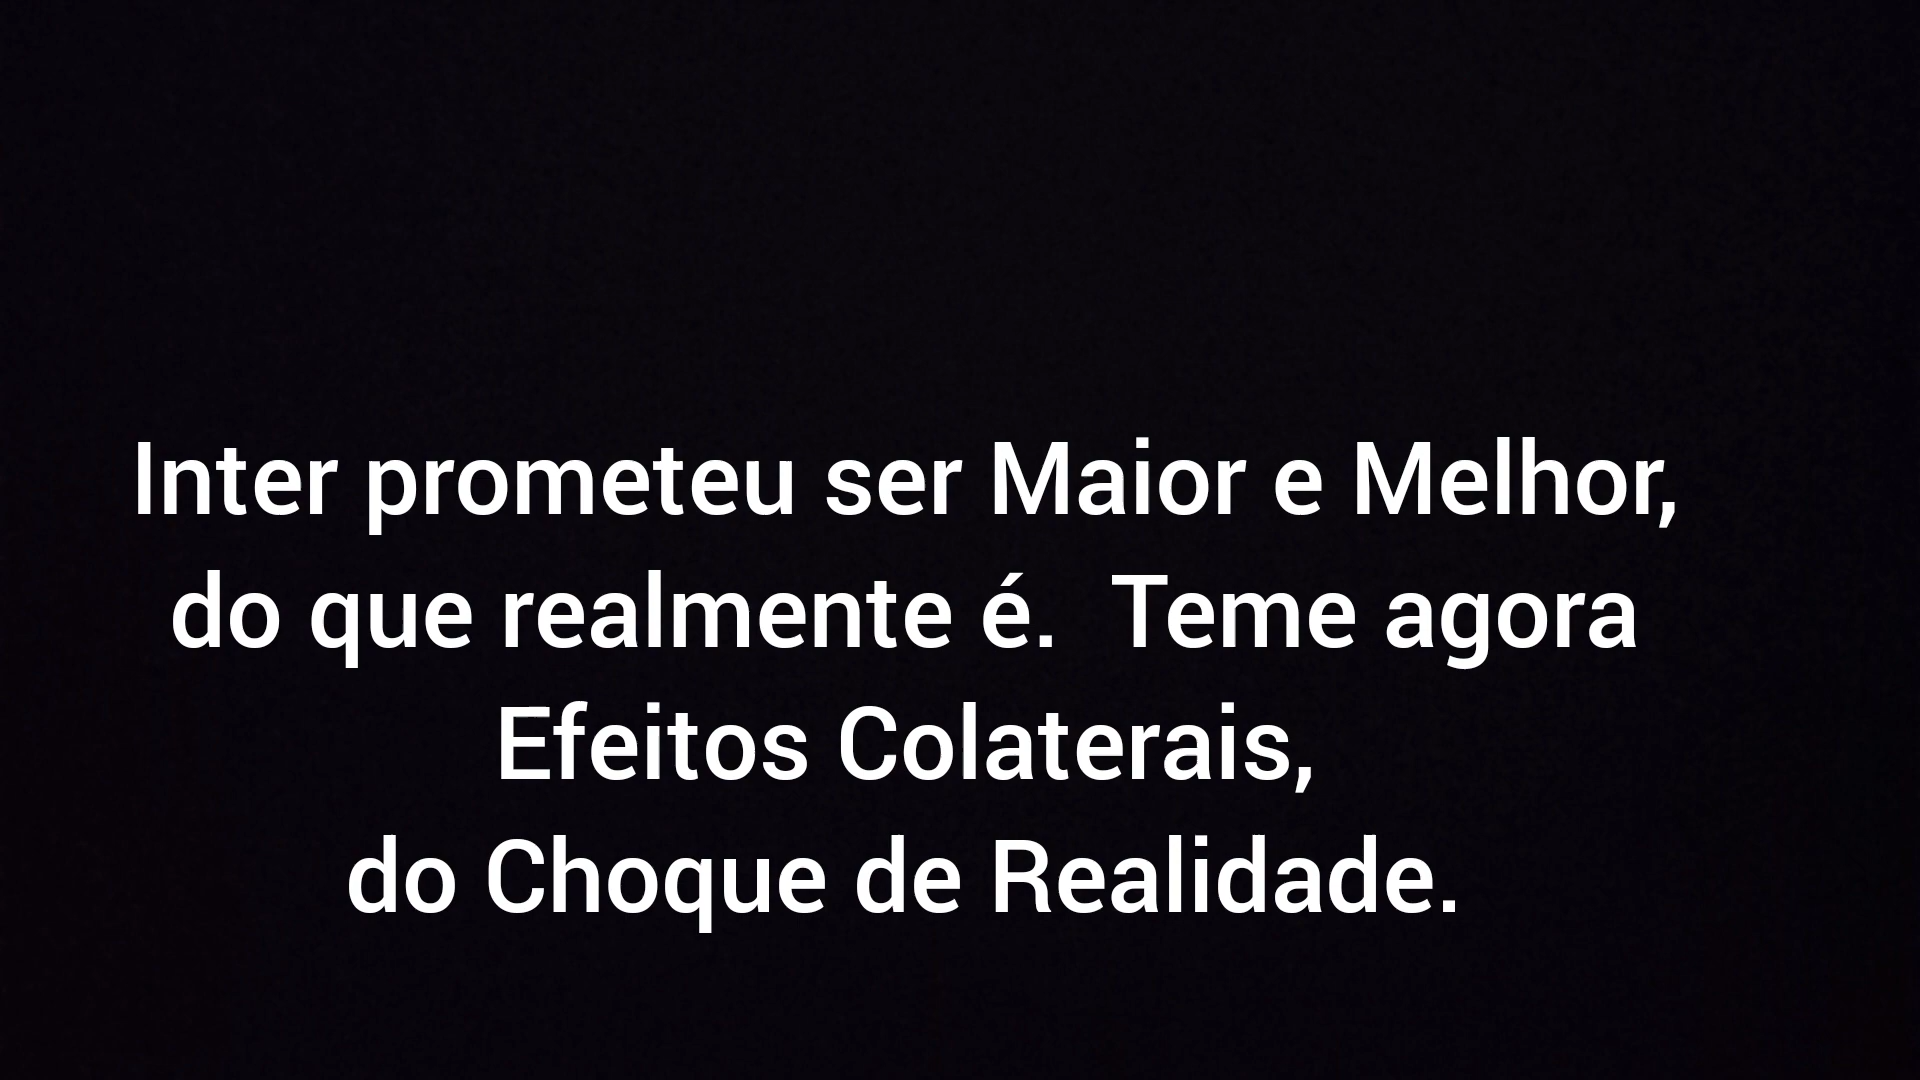 Inter prometeu ser Maior e Melhor,
do que realmente é.  Teme agora
Efeitos Colaterais,
do Choque de Realidade.